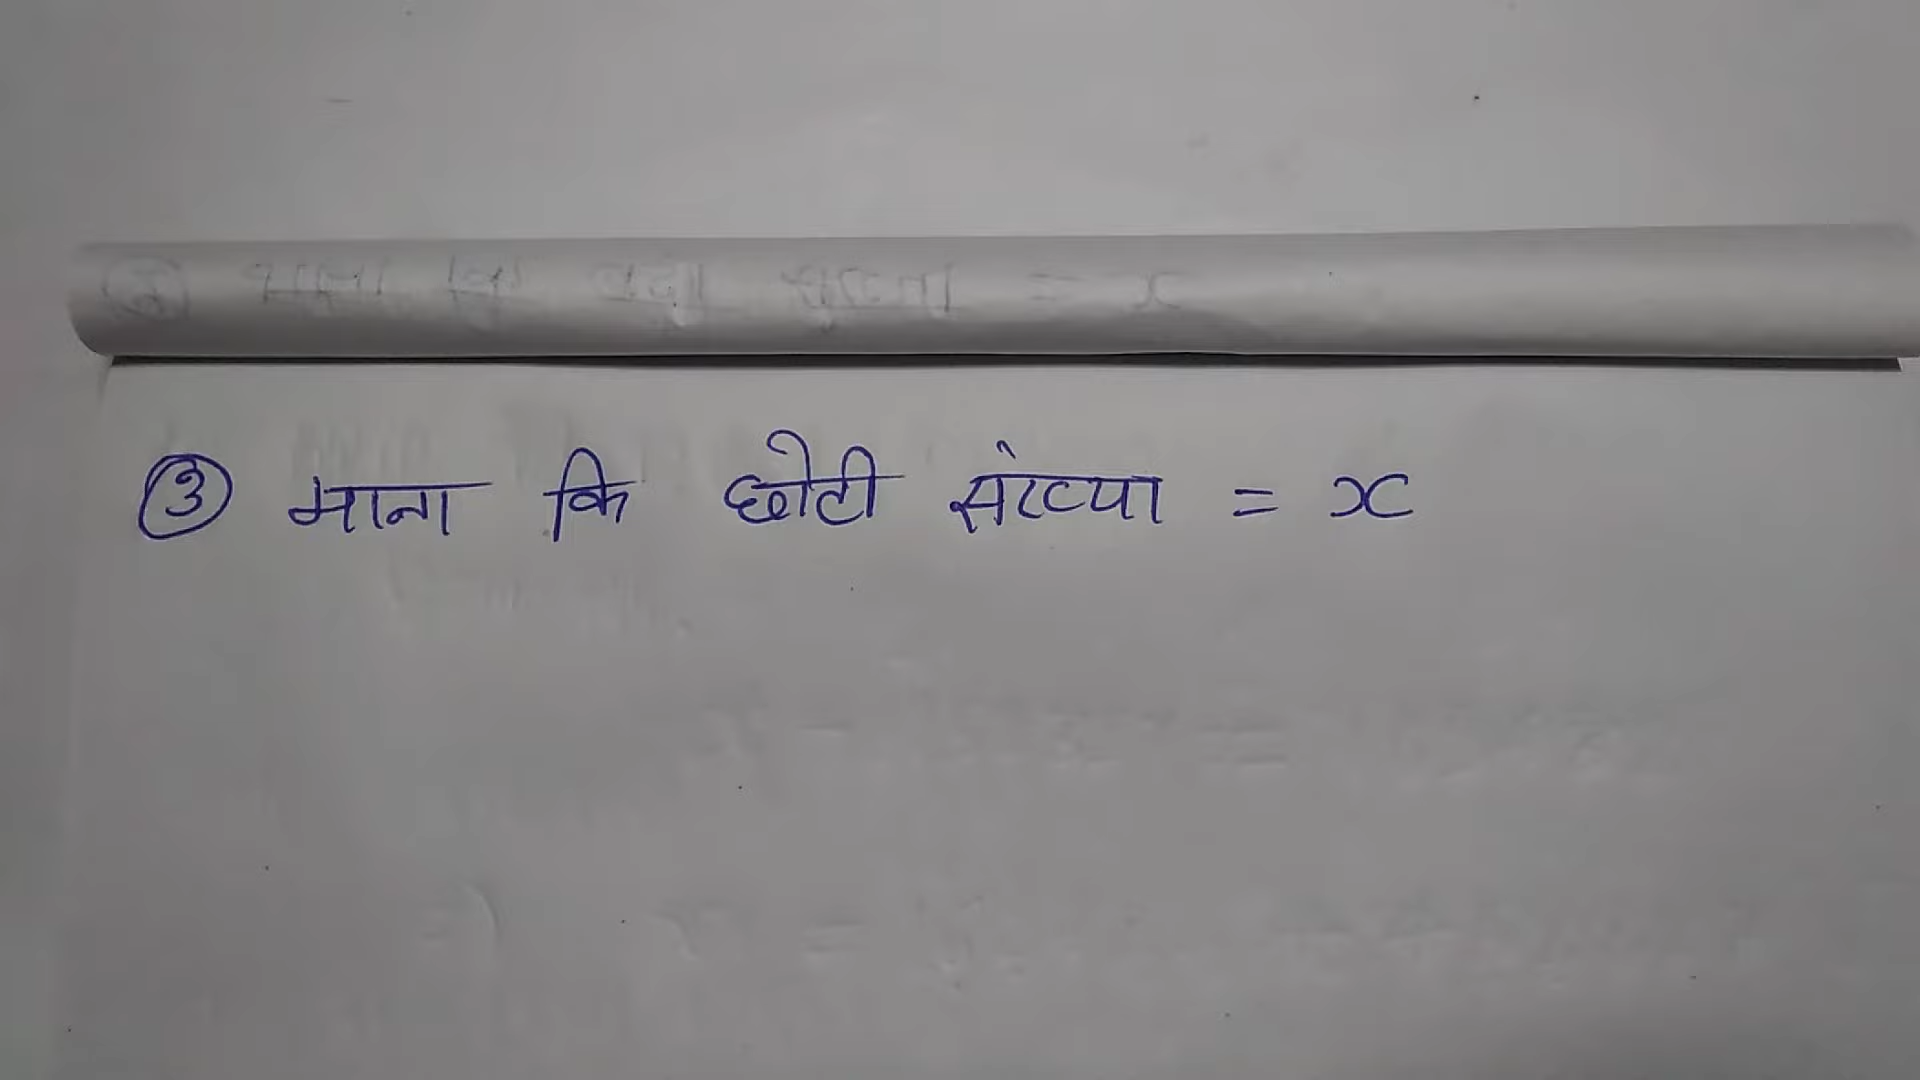 ③ माना कि छोटी संख्या = x